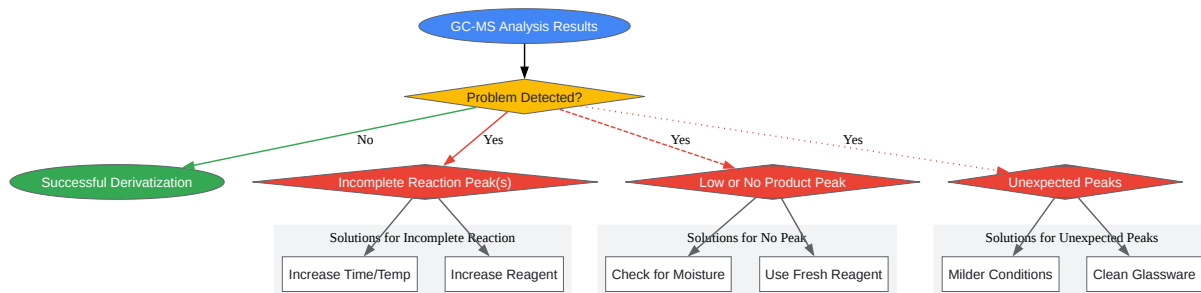 GC-MS Analysis Results
Problem Detected?
No
Yes
Yes
Yes
Successful Derivatization
Incomplete Reaction Peak(s)
Low or No Product Peak
Unexpected Peaks
Solutions for Incomplete Reaction
Solutions for No Peak
Solutions for Unexpected Peaks
Increase Time/Temp
Increase Reagent
Check for Moisture
Use Fresh Reagent
Milder Conditions
Clean Glassware